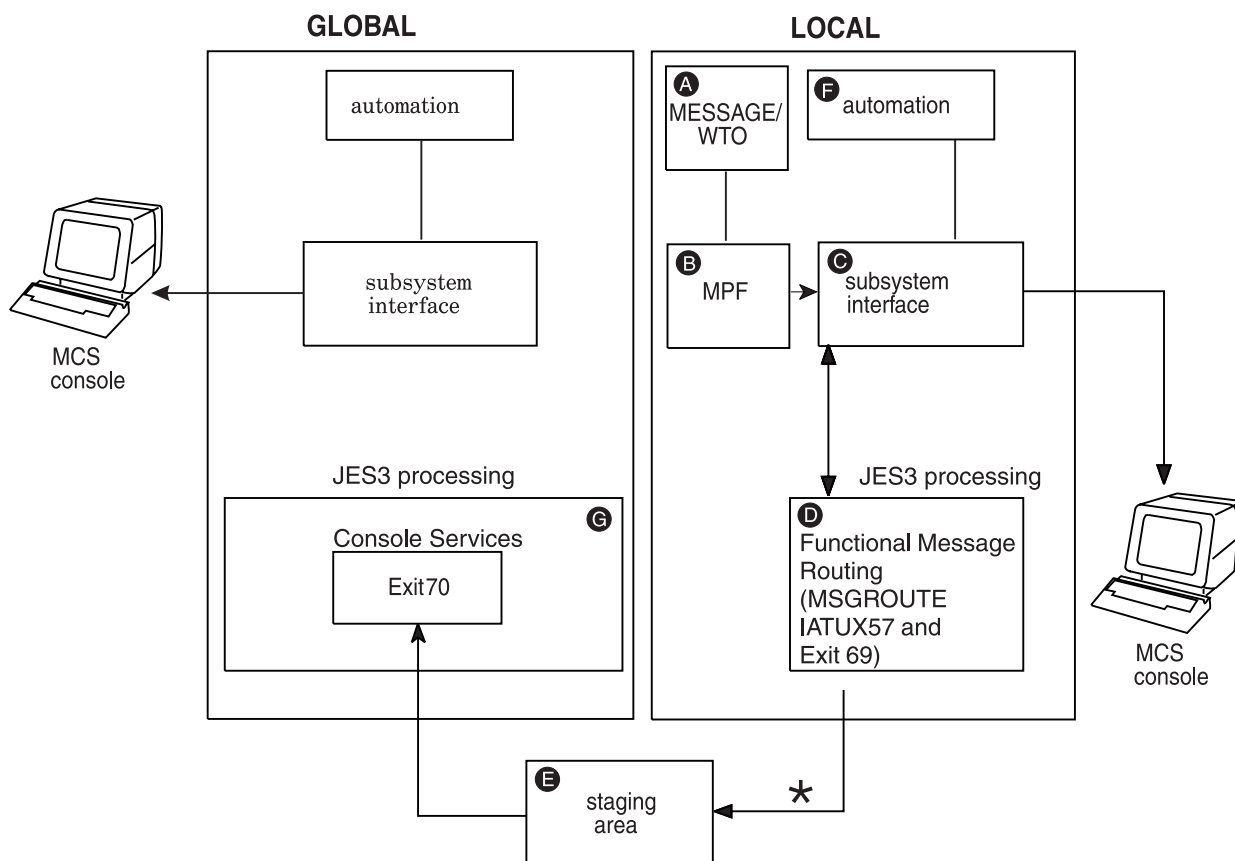 GLOBAL
automation
subsystem
interface
MCS
console
JES3 processing
G
Console Services
Exit70
LOCAL
A
MESSAGE/
WTO
F
automation
B
MPF
C
subsystem
interface
JES3 processing
D
Functional Message
Routing
(MSGROUTE
IATUX57 and
Exit 69)
MCS
console
E
staging
area
*